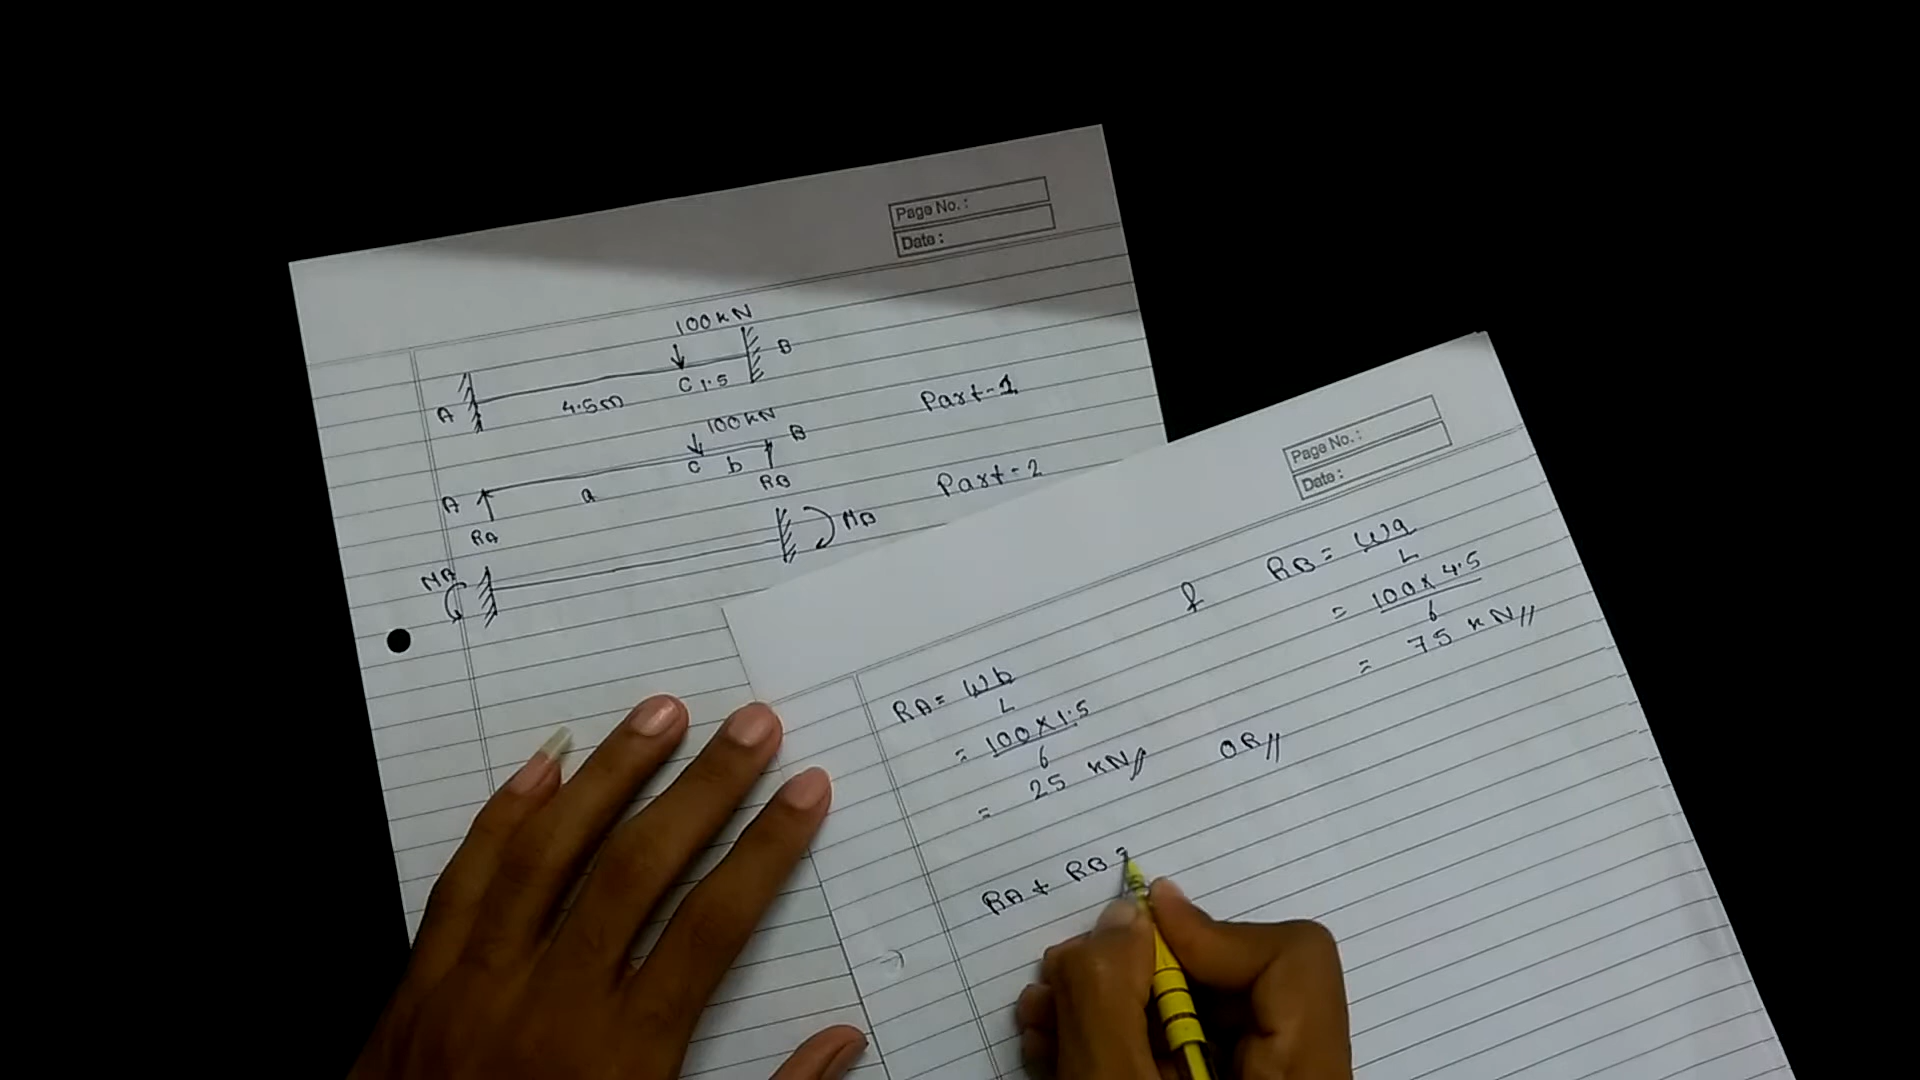 Page No. :
Date :
100 kN
A 4.5m C 1.5 B
Part-1
100 kN
A a C b B
RA RB
Part-2
MA MB
Page No. :
Date :
RA = Wb/L & RB = Wa/L
= 100 x 1.5/6 = 100 x 4.5/6
= 25 kN// OR// = 75 kN//
RA + RB =